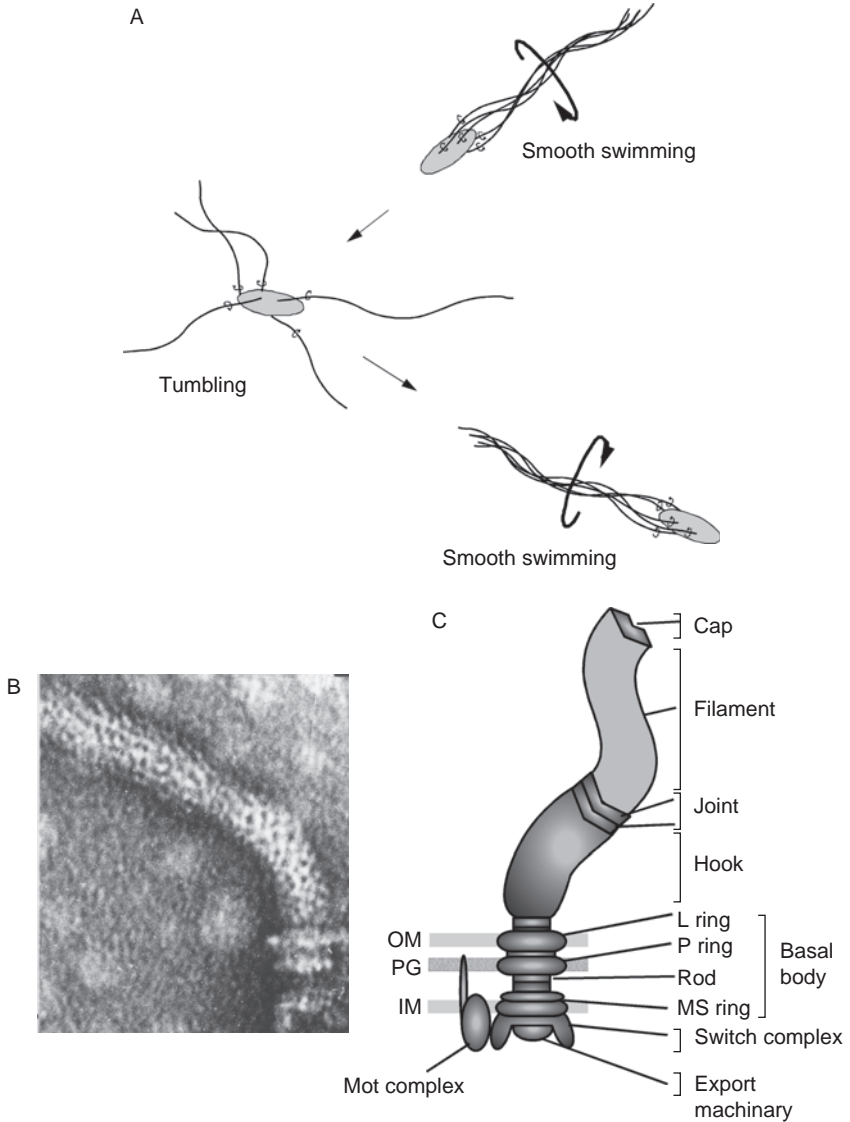 A
Smooth swimming
Tumbling
Smooth swimming
B
C
Cap
Filament
Joint
Hook
L ring
P ring
Rod
MS ring
Basal
body
Switch complex
Export
machinary
OM
PG
IM
Mot complex